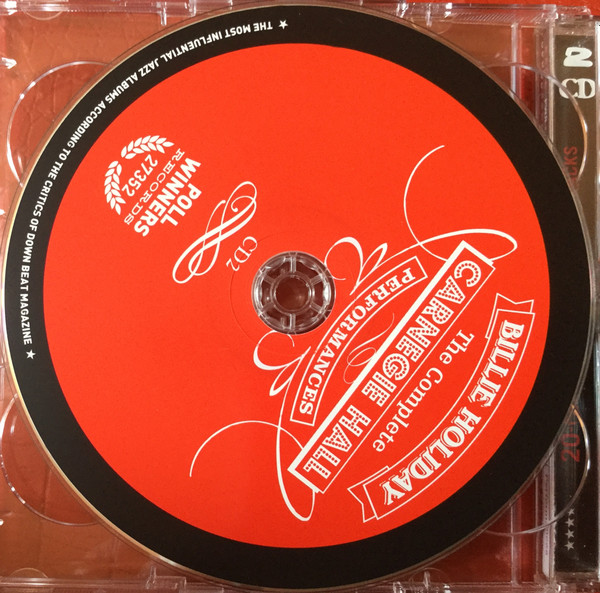 BILLIE HOLIDAY
The Complete
CARNEGIE HALL
PERFORMANCES
CD2
POLL
WINNERS
RECORDS
27352
★ THE MOST INFLUENTIAL JAZZ ALBUMS ACCORDING TO THE CRITICS OF DOWN BEAT MAGAZINE ★
2
CD
20